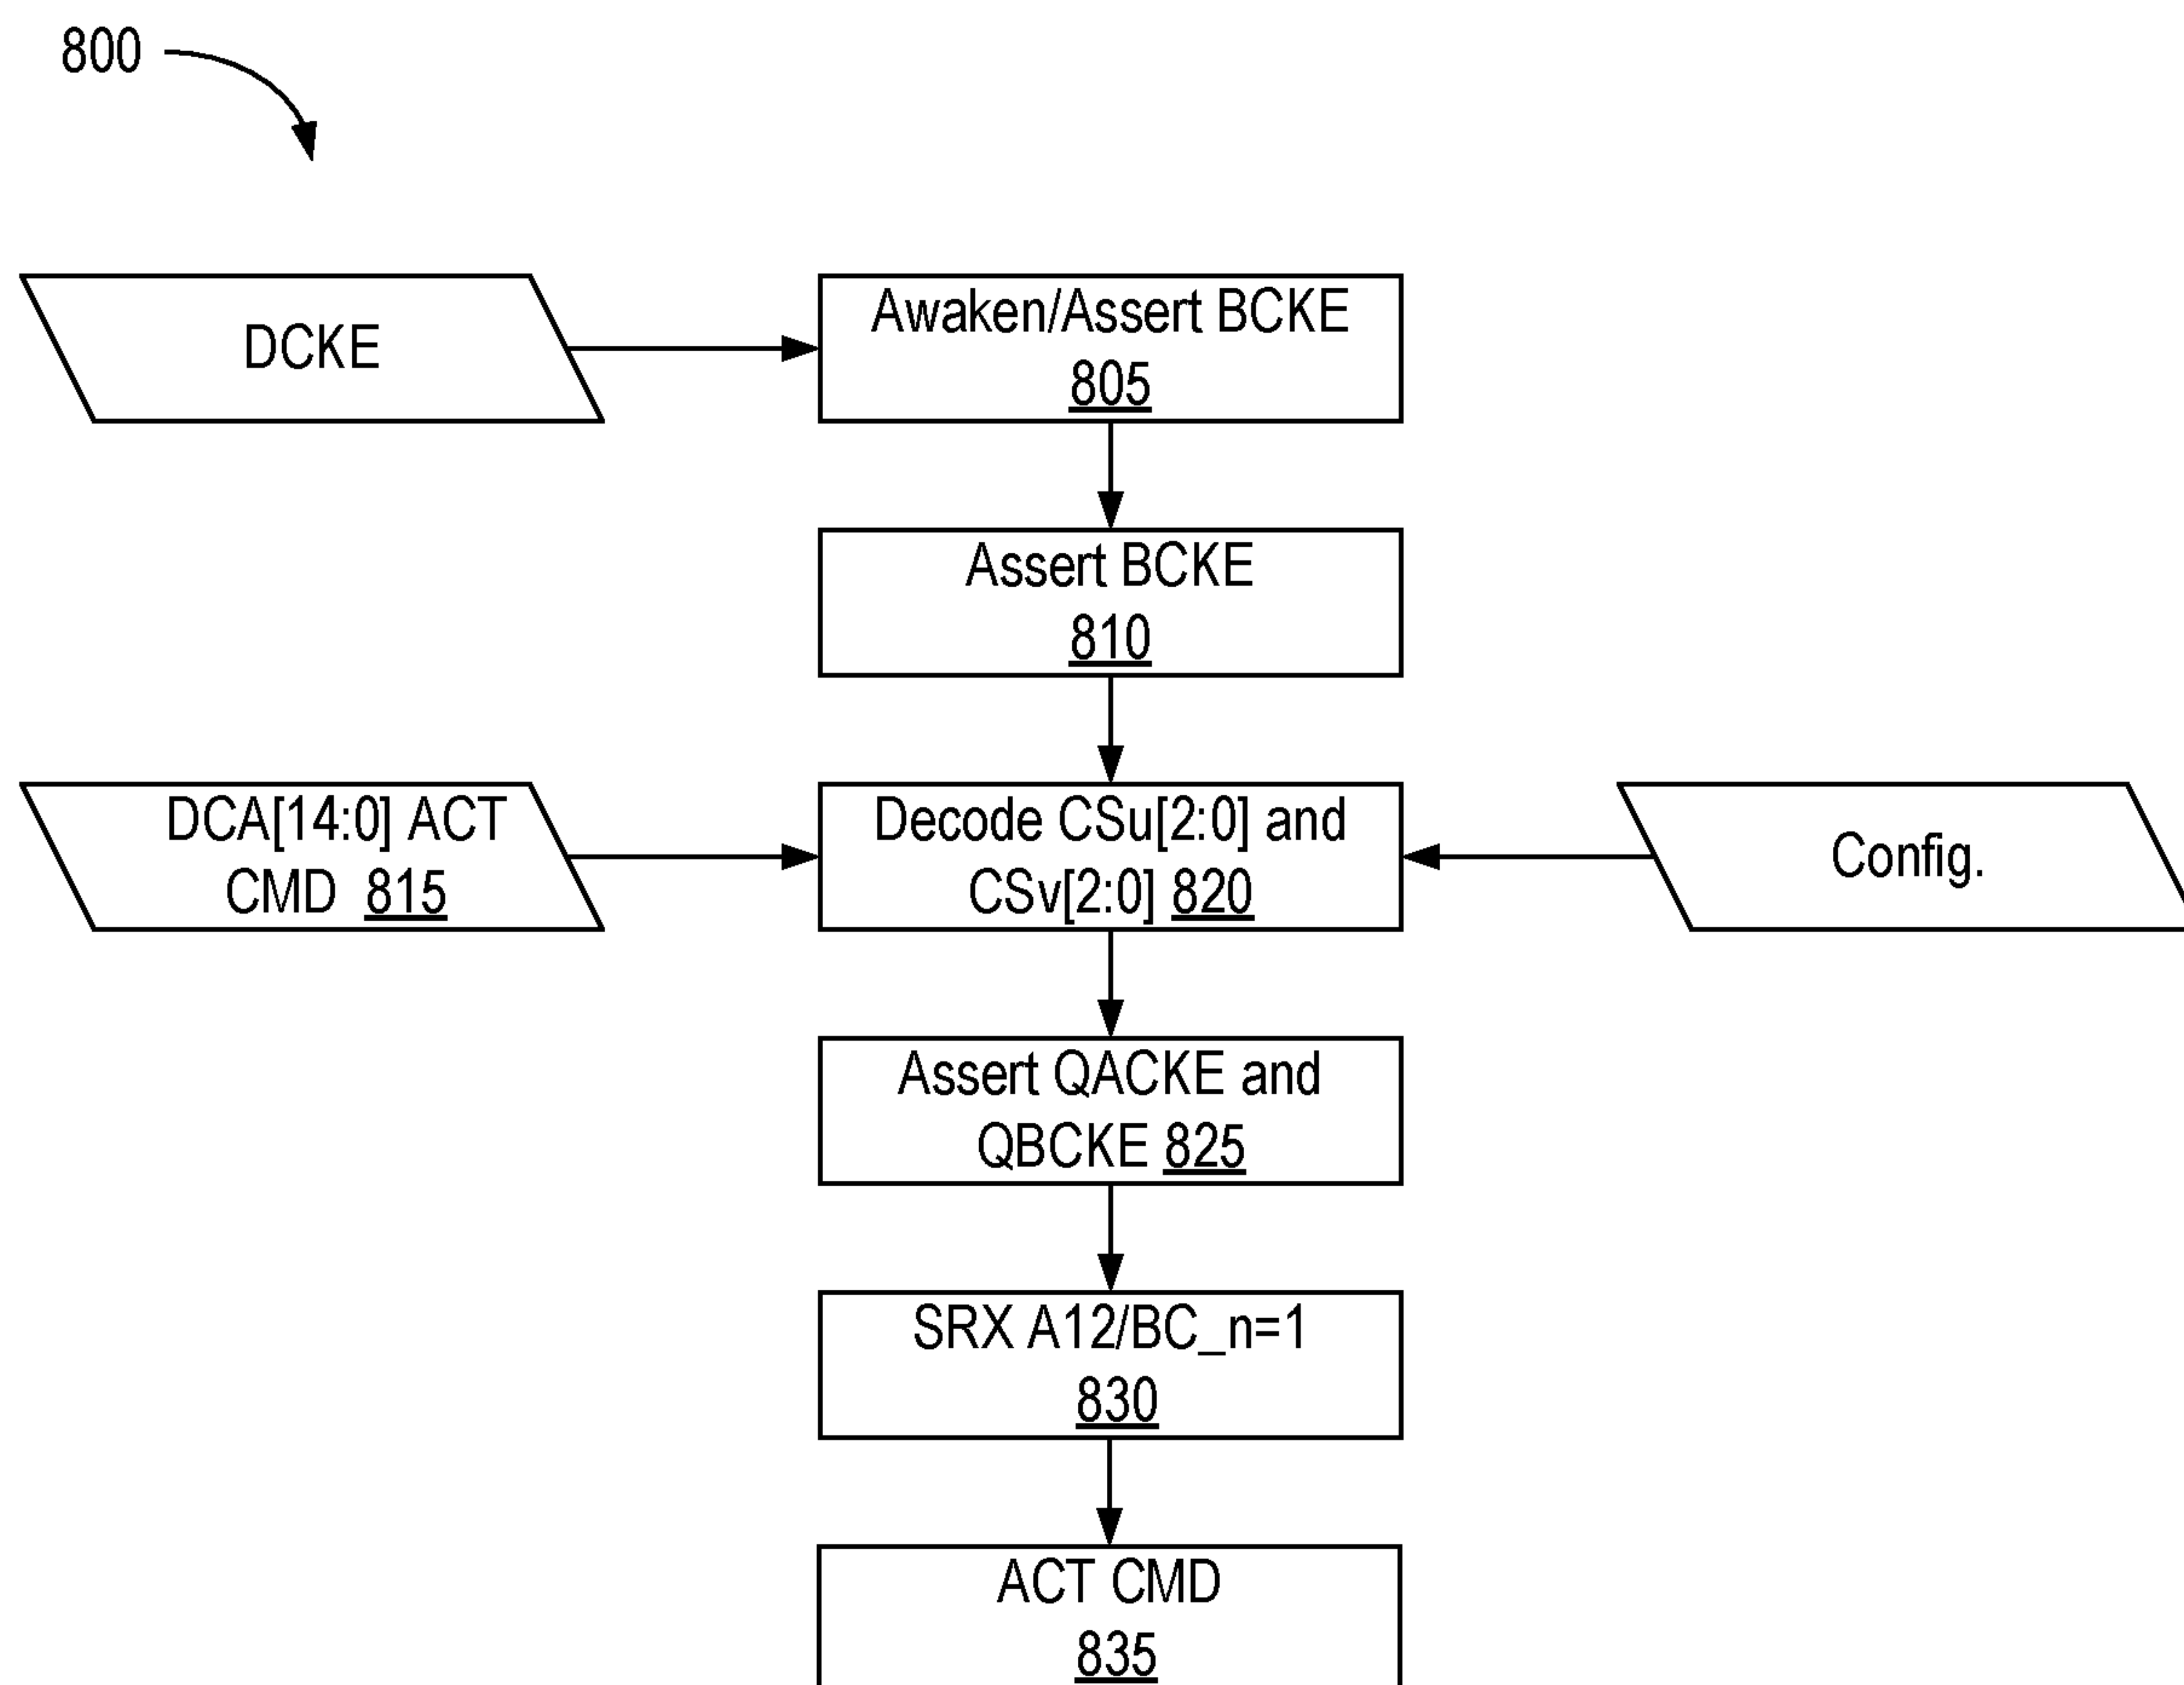 800
DCKE
Awaken/Assert BCKE
805
Assert BCKE
810
DCA[14:0] ACT
CMD 815
Decode CSu[2:0] and
CSv[2:0] 820
Config.
Assert QACKE and
QBCKE 825
SRX A12/BC_n=1
830
ACT CMD
835